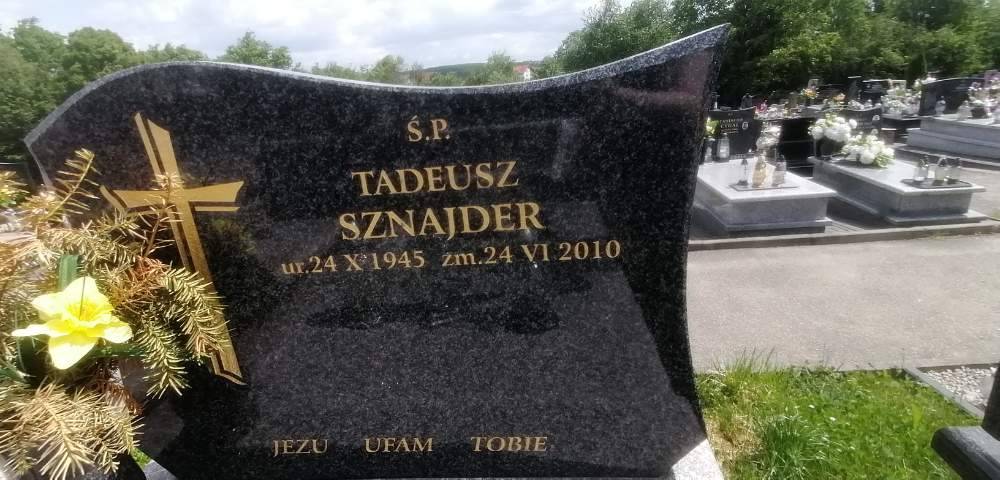 Ś.P.
TADEUSZ
SZNAJDER
ur.24 X 1945 zm.24 VI 2010
JEZU UFAM TOBIE